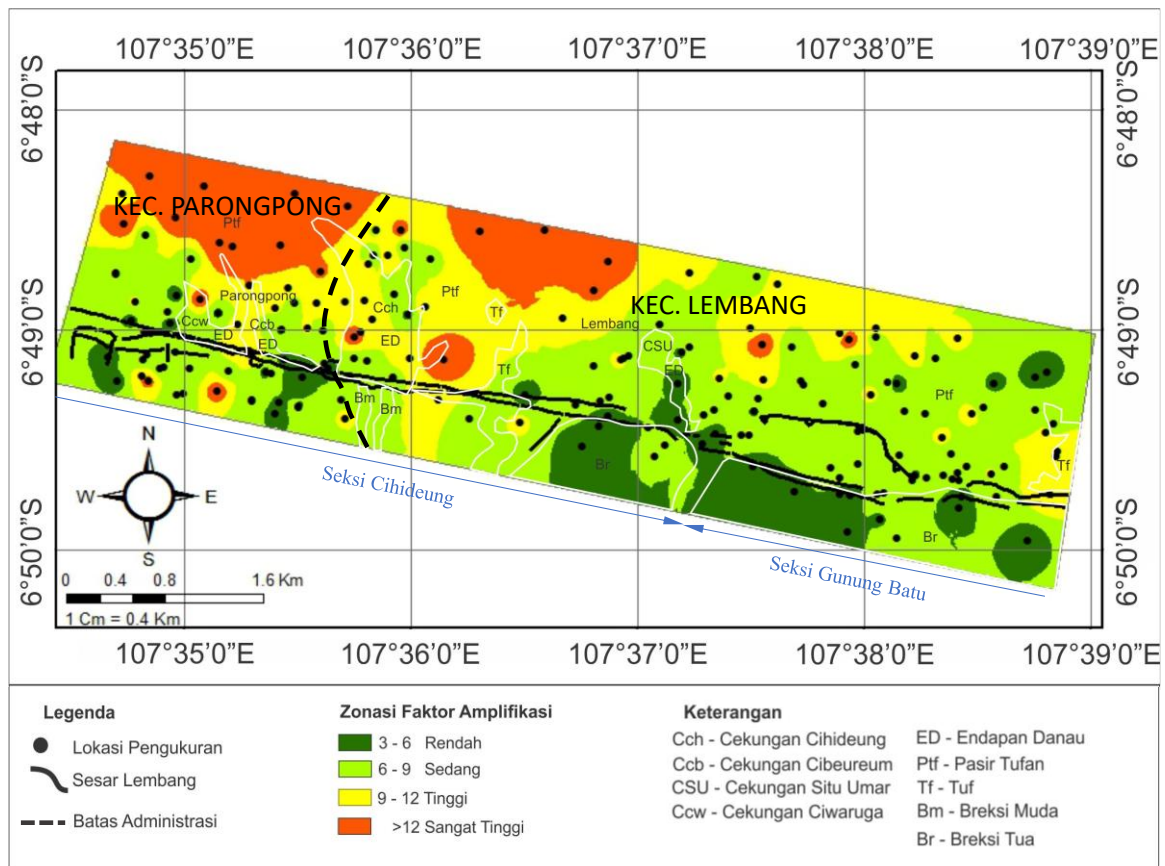 107°35'0"E 107°36'0"E 107°37'0"E 107°38'0"E 107°39'0"E
6°48'0"S
6°48'0"S
KEC. PARONGPONG
Ptf
Ptf
Parongpong
Cch
Tf
KEC. LEMBANG
Lembang
6°49'0"S
6°49'0"S
Ccw
Ccb
ED
ED
ED
CSU
ED
Tf
Bm
Bm
Ptf
Br
Tf
Br
N
W
E
S
Seksi Cihideung
Seksi Gunung Batu
6°50'0"S
6°50'0"S
0 0.4 0.8 1.6 Km
1 Cm = 0.4 Km
107°35'0"E 107°36'0"E 107°37'0"E 107°38'0"E 107°39'0"E
Legenda
Lokasi Pengukuran
Sesar Lembang
Batas Administrasi
Zonasi Faktor Amplifikasi
3 - 6 Rendah
6 - 9 Sedang
9 - 12 Tinggi
>12 Sangat Tinggi
Keterangan
Cch - Cekungan Cihideung
Ccb - Cekungan Cibeureum
CSU - Cekungan Situ Umar
Ccw - Cekungan Ciwaruga
ED - Endapan Danau
Ptf - Pasir Tufan
Tf - Tuf
Bm - Breksi Muda
Br - Breksi Tua